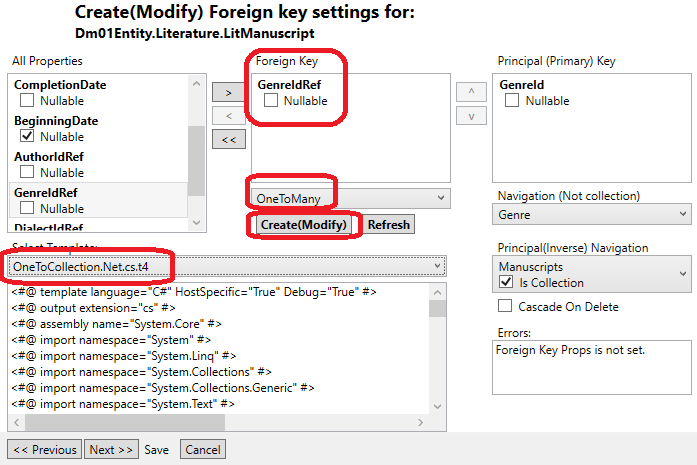 Create(Modify) Foreign key settings for:
Dm01Entity.Literature.LitManuscript
All Properties
Foreign Key
Principal (Primary) Key
CompletionDate
Nullable
BeginningDate
Nullable
AuthorIdRef
Nullable
GenreIdRef
Nullable
DialectIdRef
>
<
<<
GenreIdRef
Nullable
^
v
GenreId
Nullable
OneToMany
Create(Modify)
Refresh
Navigation (Not collection)
Genre
Select Template:
OneToCollection.Net.cs.t4
Principal(Inverse) Navigation
Manuscripts
Is Collection
Cascade On Delete
<#@ template language="C#" HostSpecific="True" Debug="True" #>
<#@ output extension="cs" #>
<#@ assembly name="System.Core" #>
<#@ import namespace="System" #>
<#@ import namespace="System.Linq" #>
<#@ import namespace="System.Collections" #>
<#@ import namespace="System.Collections.Generic" #>
<#@ import namespace="System.Text" #>
Errors:
Foreign Key Props is not set.
<< Previous
Next >>
Save
Cancel